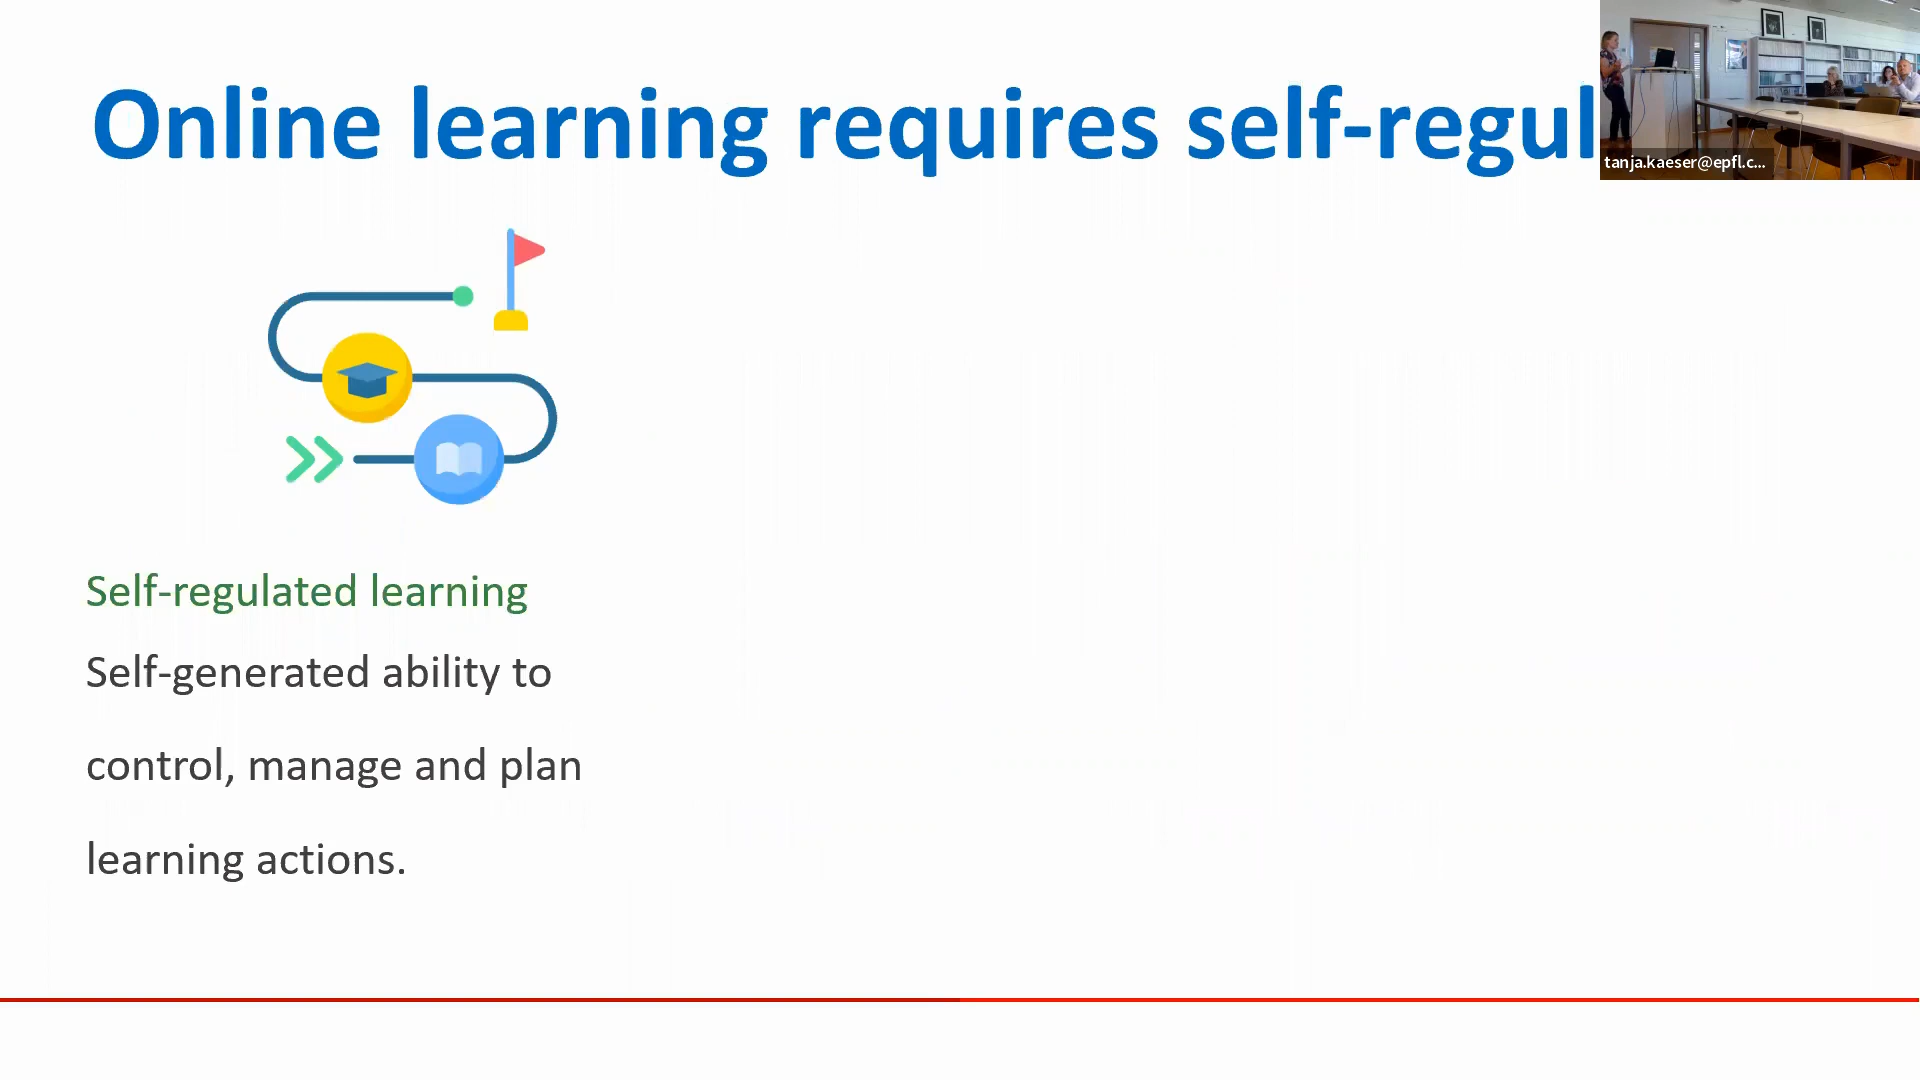 Online learning requires self-regul
tanja.kaeser@epfl.c...
Self-regulated learning
Self-generated ability to
control, manage and plan
learning actions.